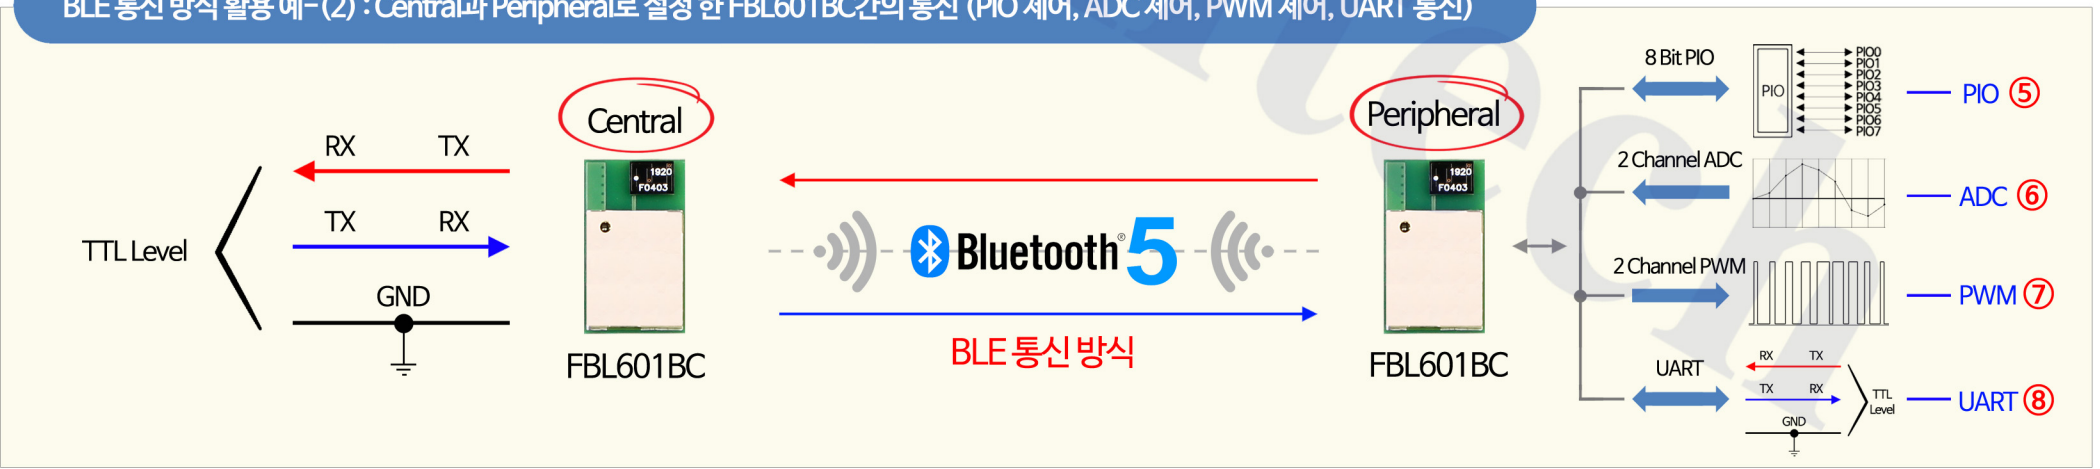 BLE 통신 방식 활용 예-(2) : Central과 Peripheral로 설정 한 FBL601BC간의 통신 (PIO 제어, ADC 제어, PWM 제어, UART 통신)
TTL Level
RX TX
TX RX
GND
Central
1920
F0403
FBL601BC
Bluetooth® 5
BLE 통신 방식
Peripheral
1920
F0403
FBL601BC
8 Bit PIO
PIO
PIO0
PIO1
PIO2
PIO3
PIO4
PIO5
PIO6
PIO7
PIO ⑤
2 Channel ADC
ADC ⑥
2 Channel PWM
PWM ⑦
UART
RX TX
TX RX
GND
TTL
Level
UART ⑧